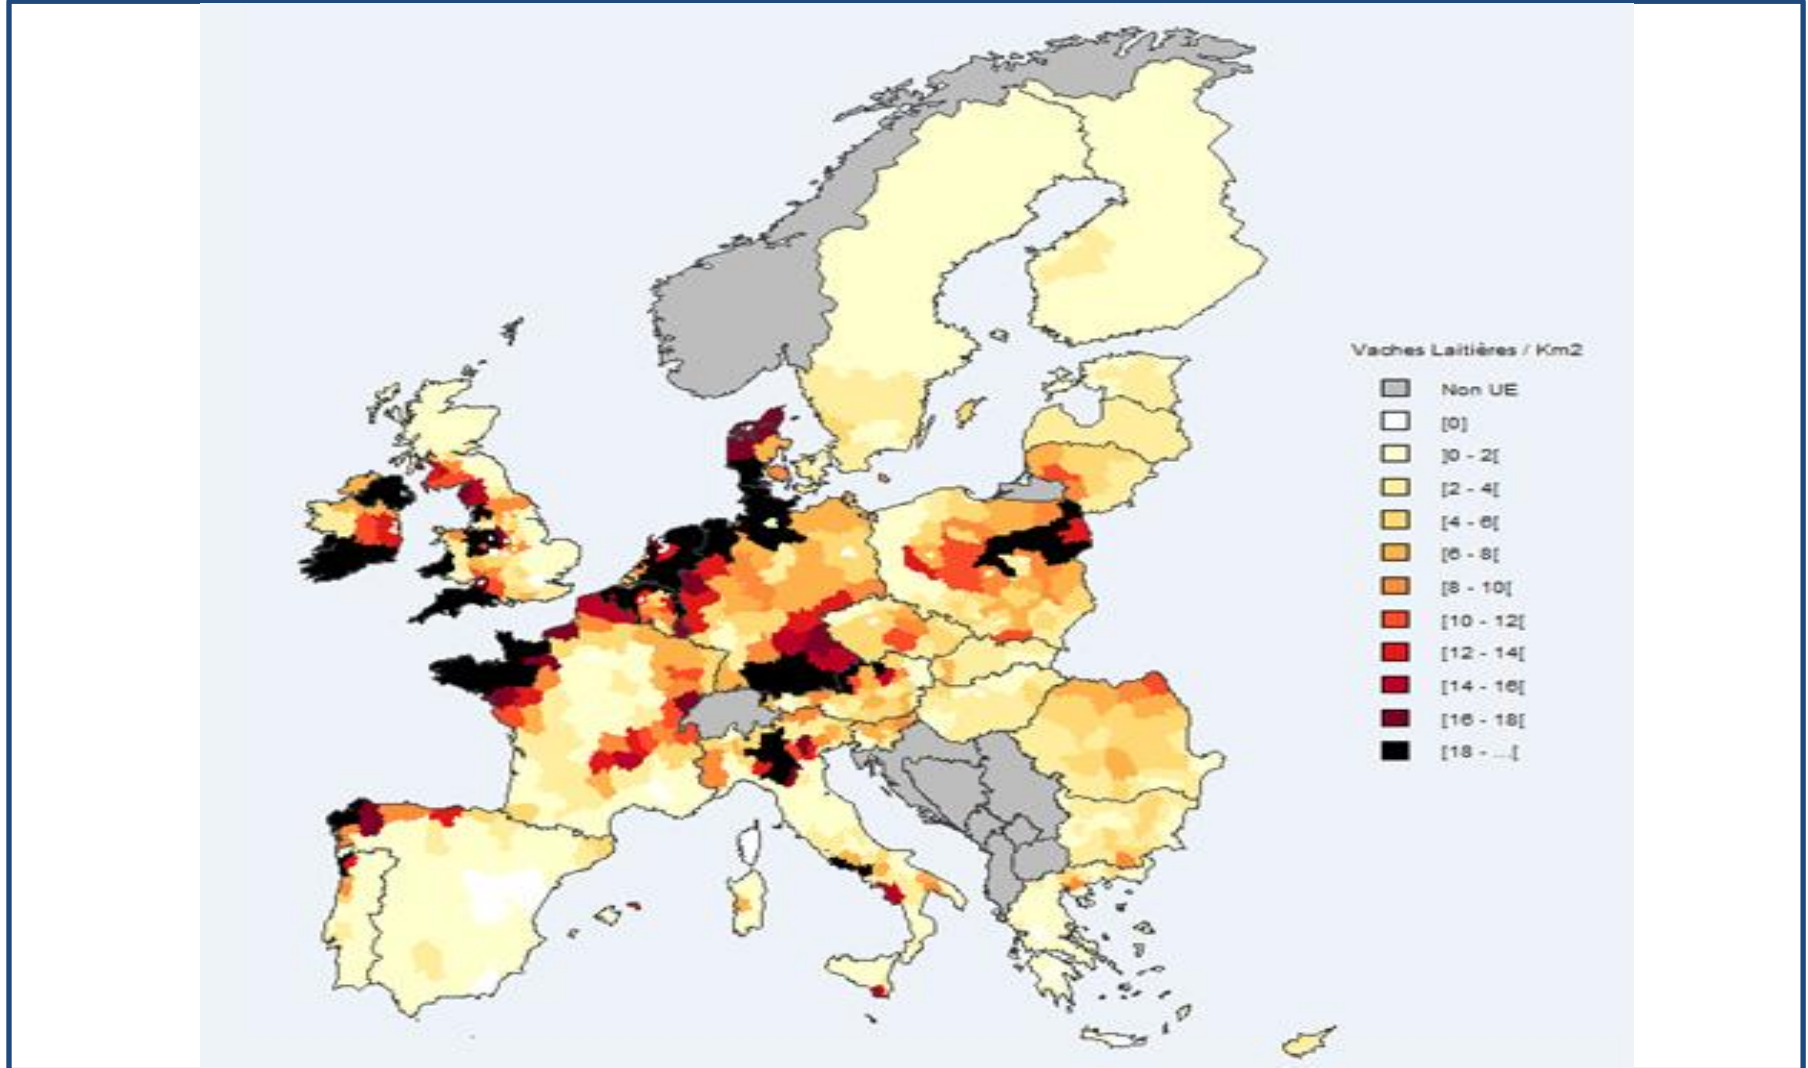 Vaches Laitières / Km2
Non UE
[0]
]0 - 2[
[2 - 4[
[4 - 6[
[6 - 8[
[8 - 10[
[10 - 12[
[12 - 14[
[14 - 16[
[16 - 18[
[18 - ...[